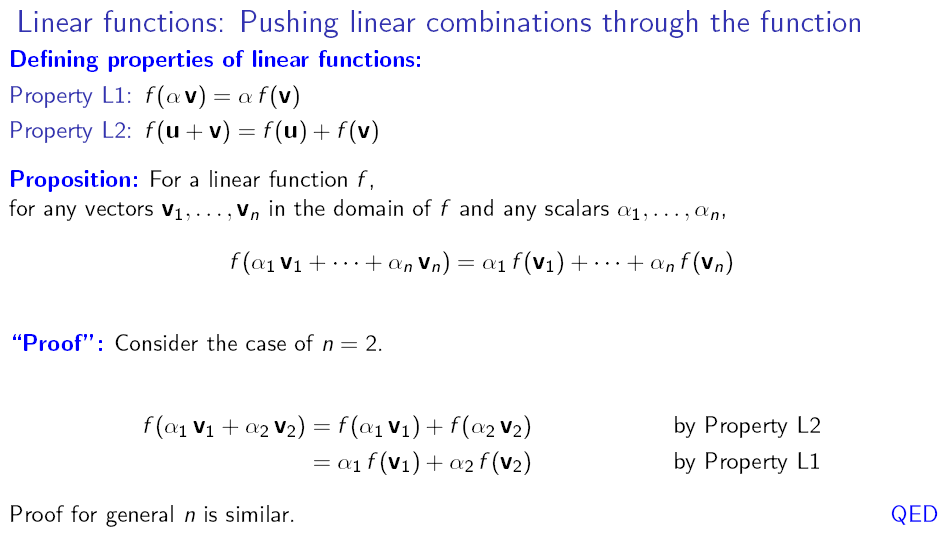 Linear functions: Pushing linear combinations through the function
Defining properties of linear functions:
Property L1: f(α v) = α f(v)
Property L2: f(u + v) = f(u) + f(v)
Proposition: For a linear function f,
for any vectors v₁, . . . , vₙ in the domain of f and any scalars α₁, . . . , αₙ,
f(α₁ v₁ + · · · + αₙ vₙ) = α₁ f(v₁) + · · · + αₙ f(vₙ)
“Proof”: Consider the case of n = 2.
f(α₁ v₁ + α₂ v₂) = f(α₁ v₁) + f(α₂ v₂) by Property L2
= α₁ f(v₁) + α₂ f(v₂) by Property L1
Proof for general n is similar. QED